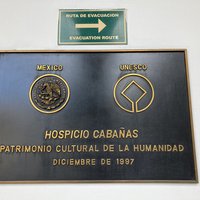 RUTA DE EVACUACION
EVACUATION ROUTE
MEXICO UNESCO
HOSPICIO CABAÑAS
PATRIMONIO CULTURAL DE LA HUMANIDAD
DICIEMBRE DE 1997